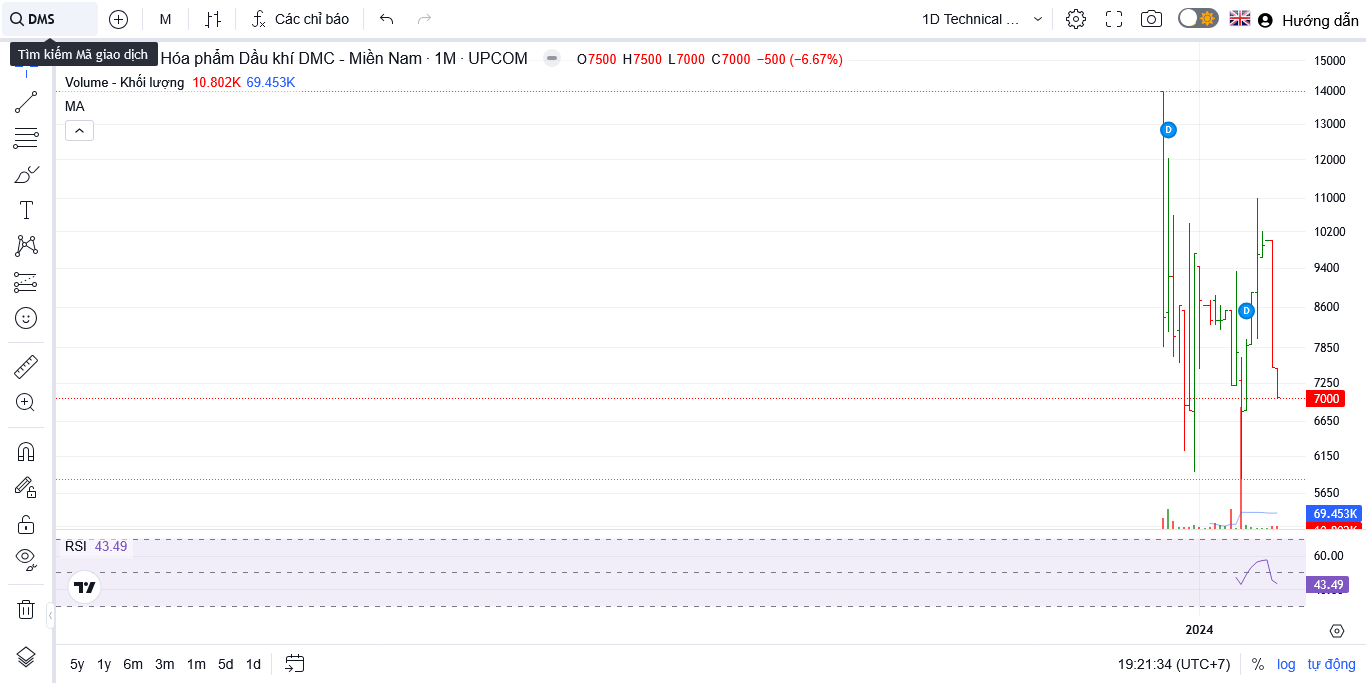 DMS
M
Các chỉ báo
1D Technical ...
Hướng dẫn
Tìm kiếm Mã giao dịch
Hóa phẩm Dầu khí DMC - Miền Nam · 1M · UPCOM
O7500 H7500 L7000 C7000 −500 (−6.67%)
Volume - Khối lượng 10.802K 69.453K
MA
15000
14000
13000
D
12000
11000
10200
9400
8600
D
7850
7250
7000
6650
6150
5650
69.453K
RSI 43.49
60.00
43.49
2024
5y 1y 6m 3m 1m 5d 1d
19:21:34 (UTC+7)
% log tự động